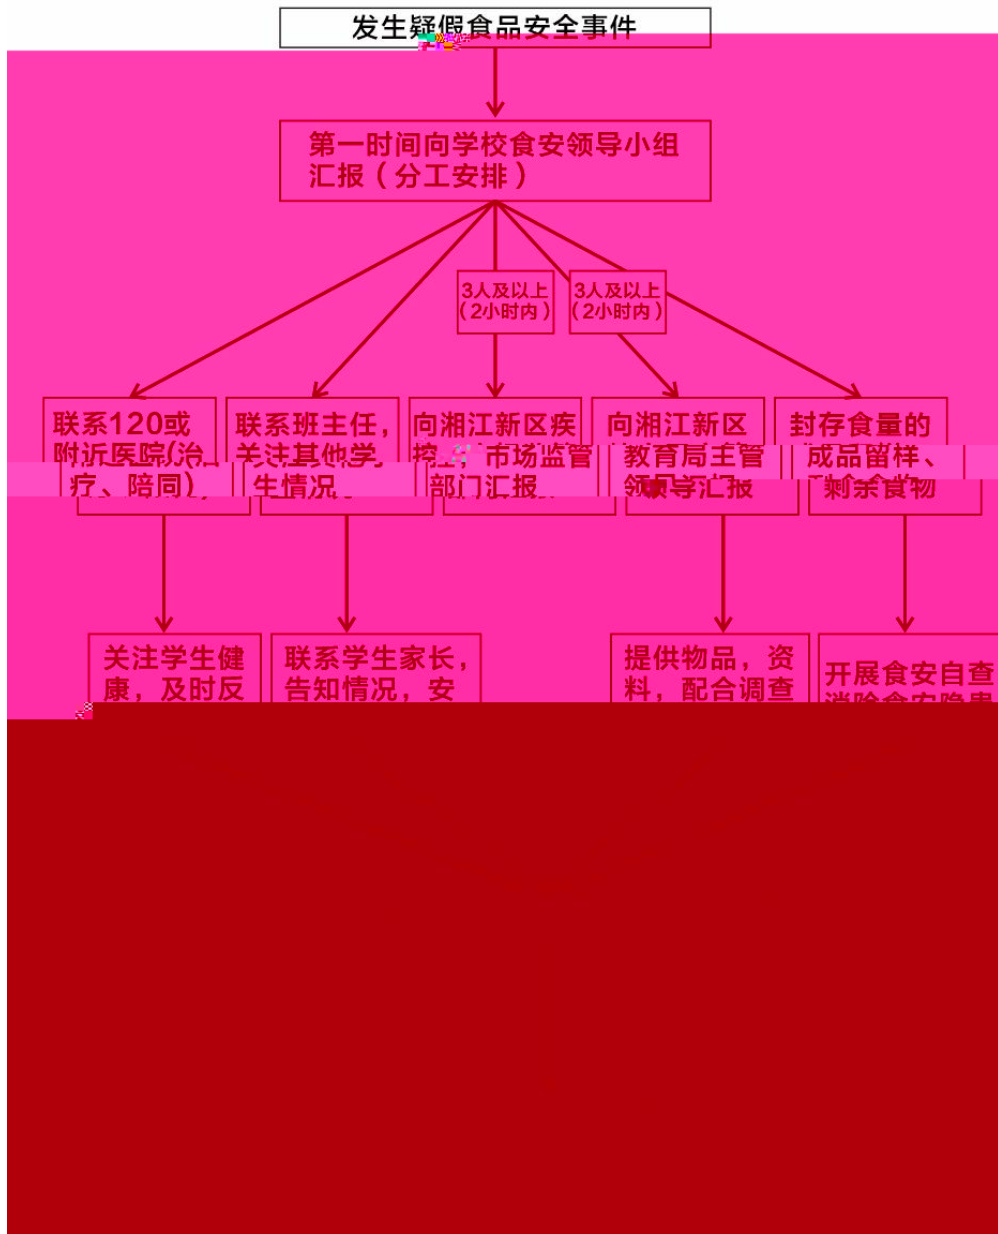 发生疑假食品安全事件
第一时间向学校食安领导小组
汇报（分工安排）
3人及以上
（2小时内）
3人及以上
（2小时内）
联系120或
附近医院(治
疗、陪同)
联系班主任，
关注其他学
生情况
向湘江新区疾
控 市场监管
部门汇报
向湘江新区
教育局主管
领导汇报
封存食量的
成品留样、
剩余食物
关注学生健
康，及时反
联系学生家长，
告知情况，安
提供物品，资
料，配合调查
开展食安自查
消除食安隐患